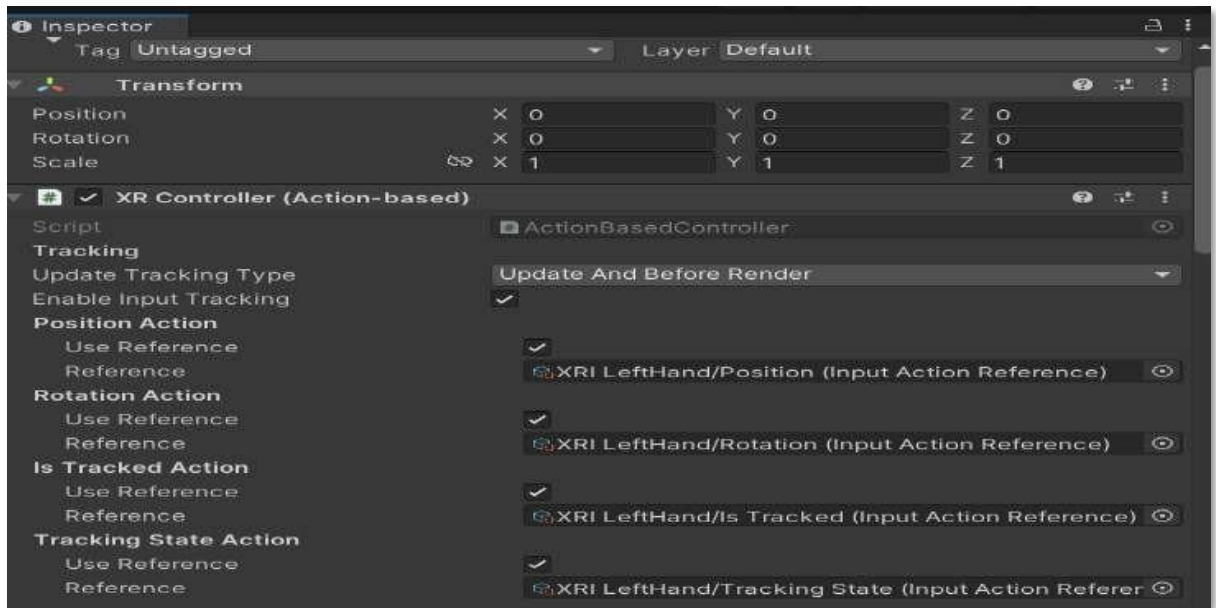 Inspector
Tag Untagged Layer Default
Transform
Position X 0 Y 0 Z 0
Rotation X 0 Y 0 Z 0
Scale X 1 Y 1 Z 1
# XR Controller (Action-based)
Script ActionBasedController
Tracking
Update Tracking Type Update And Before Render
Enable Input Tracking
Position Action
Use Reference
Reference XRI LeftHand/Position (Input Action Reference)
Rotation Action
Use Reference
Reference XRI LeftHand/Rotation (Input Action Reference)
Is Tracked Action
Use Reference
Reference XRI LeftHand/Is Tracked (Input Action Reference)
Tracking State Action
Use Reference
Reference XRI LeftHand/Tracking State (Input Action Referer